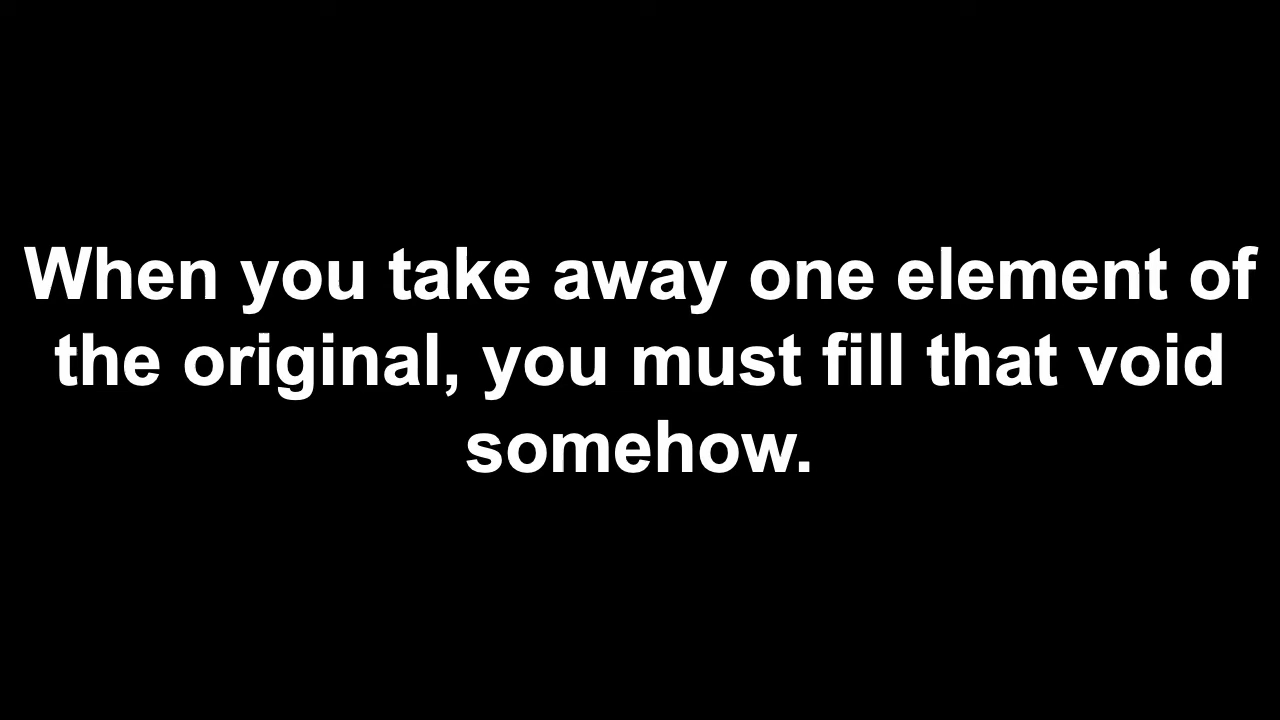 When you take away one element of
the original, you must fill that void
somehow.